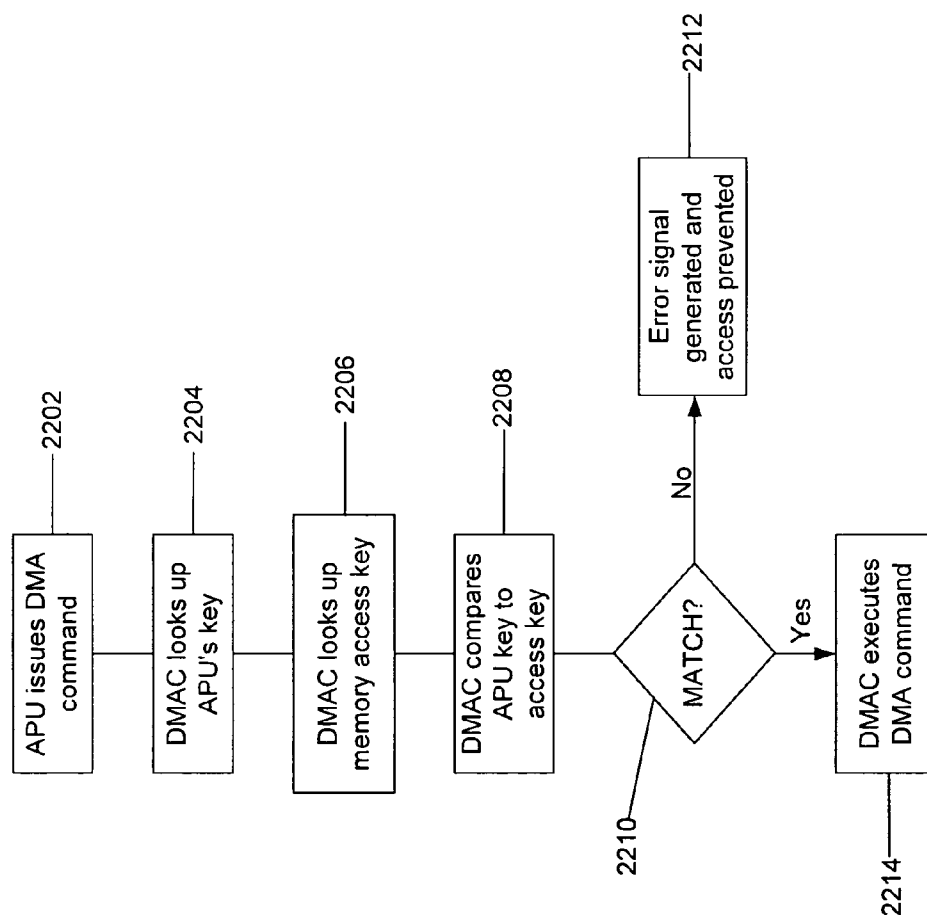 APU issues DMA
command
2202
DMAC looks up
APU's key
2204
DMAC looks up
memory access key
2206
DMAC compares
APU key to
access key
2208
MATCH?
2210
No
Error signal
generated and
access prevented
2212
Yes
DMAC executes
DMA command
2214